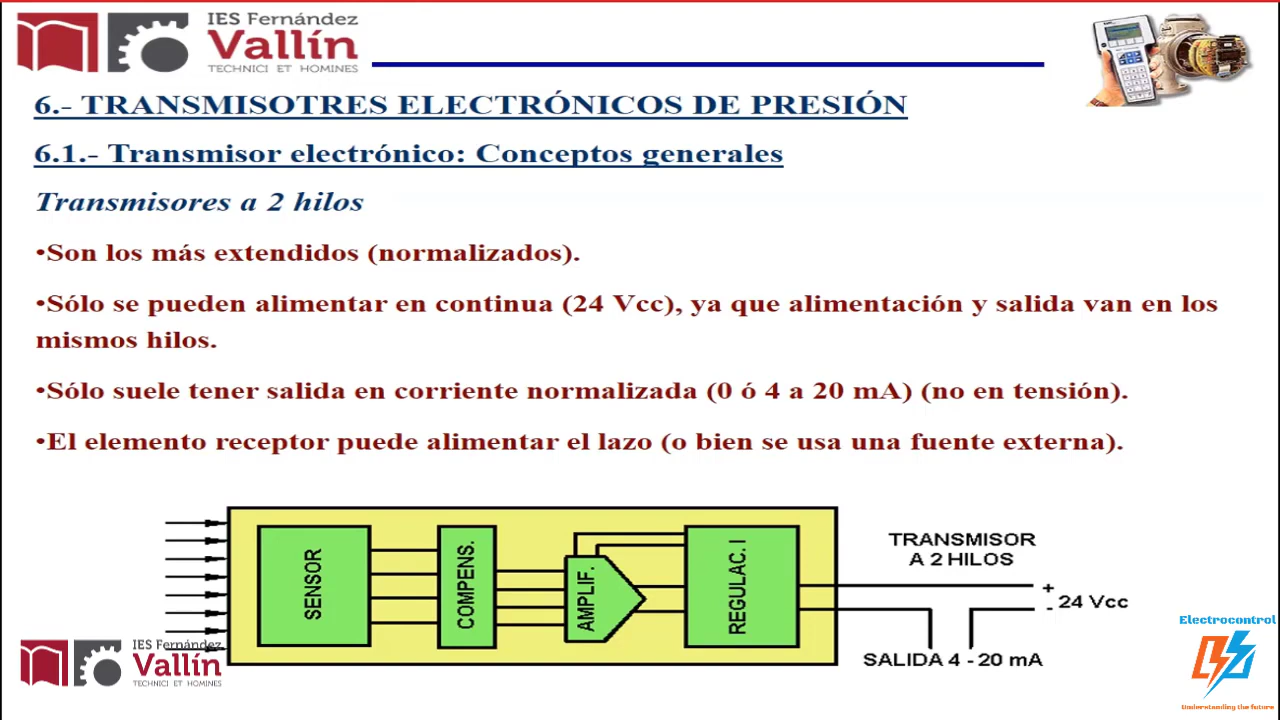 IES Fernández
Vallín
TECHNICI ET HOMINES
6.- TRANSMISOTRES ELECTRÓNICOS DE PRESIÓN
6.1.- Transmisor electrónico: Conceptos generales
Transmisores a 2 hilos
•Son los más extendidos (normalizados).
•Sólo se pueden alimentar en continua (24 Vcc), ya que alimentación y salida van en los
mismos hilos.
•Sólo suele tener salida en corriente normalizada (0 ó 4 a 20 mA) (no en tensión).
•El elemento receptor puede alimentar el lazo (o bien se usa una fuente externa).
SENSOR
COMPENS.
AMPLIF.
REGULAC. I
TRANSMISOR
A 2 HILOS
+
- 24 Vcc
SALIDA 4 - 20 mA
IES Fernández
Vallín
TECHNICI ET HOMINES
Electrocontrol
Understanding the future